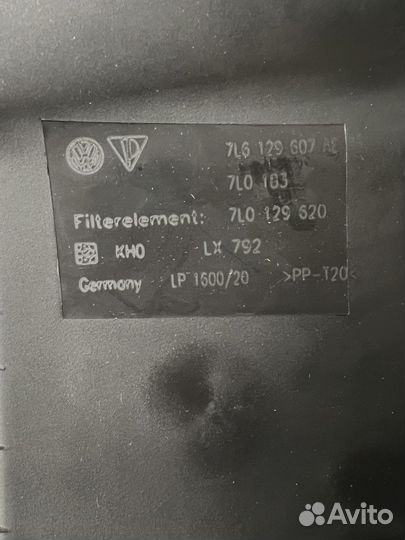 7L6 129 607 AE
7L0 183
Filterelement: 7L0 129 620
KHO LX 792
Germany LP 1600/20 >PP-T20<
Avito